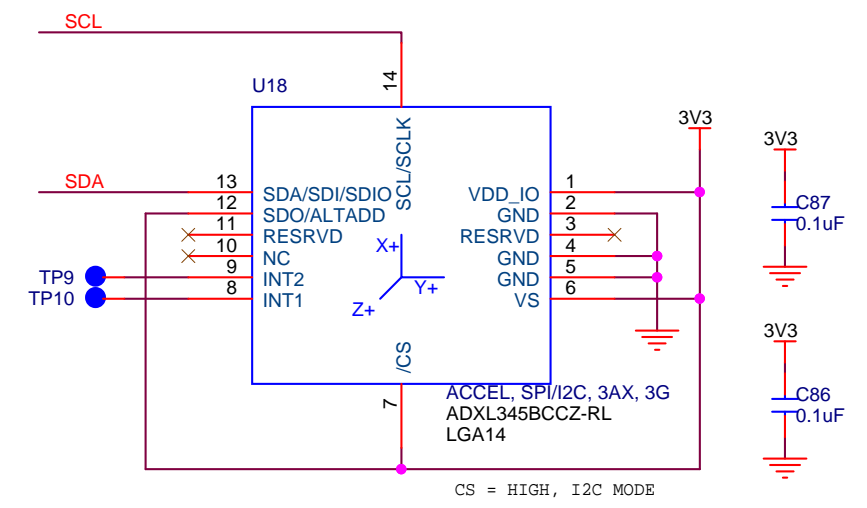 SCL
14
U18
SCL/SCLK
3V3
3V3
SDA
13
SDA/SDI/SDIO
VDD_IO
1
12
SDO/ALTADD
GND
2
C87
0.1uF
11
RESRVD
RESRVD
3
10
NC
X+
GND
4
TP9
9
INT2
Y+
GND
5
TP10
8
INT1
Z+
VS
6
3V3
/CS
7
ACCEL, SPI/I2C, 3AX, 3G
ADXL345BCCZ-RL
LGA14
C86
0.1uF
CS = HIGH, I2C MODE